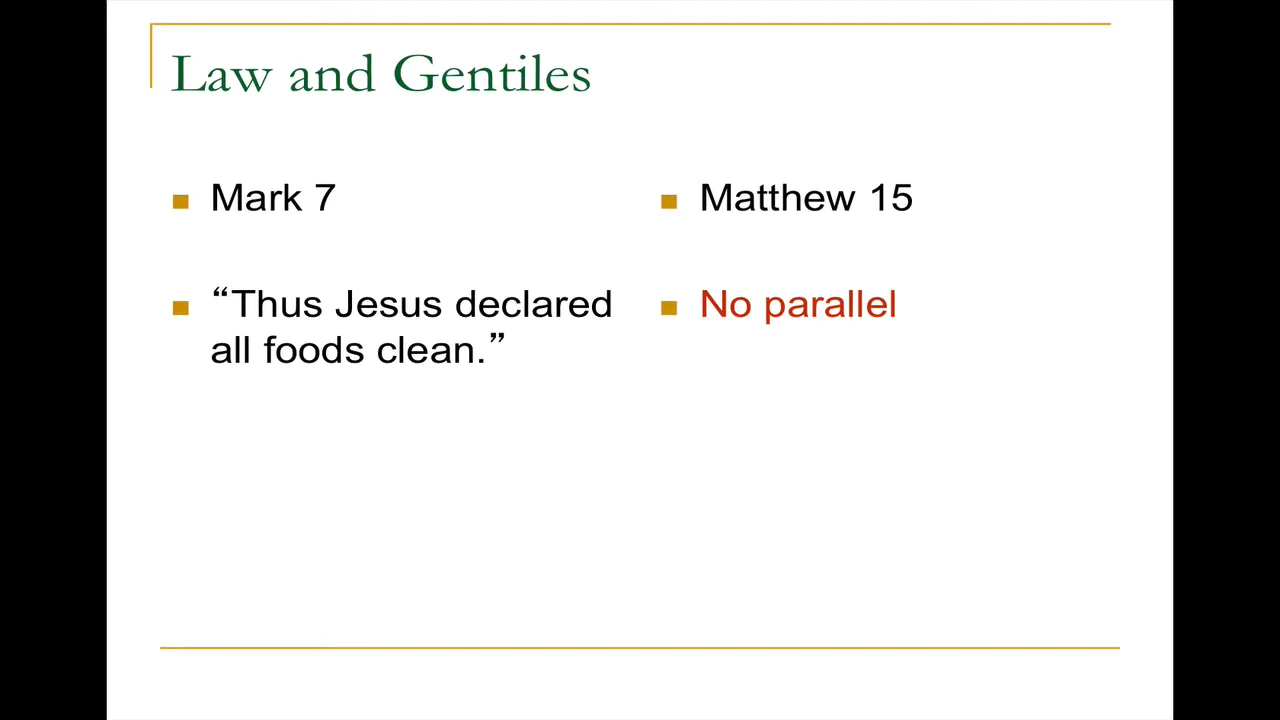 Law and Gentiles
Mark 7
“Thus Jesus declared
all foods clean.”
Matthew 15
No parallel